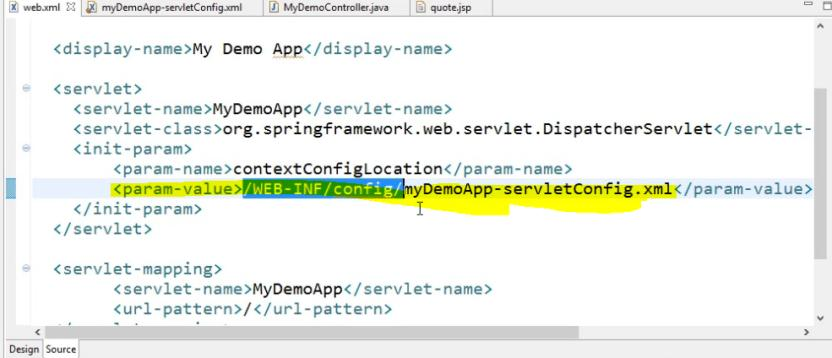 web.xml myDemoApp-servletConfig.xml MyDemoController.java quote.jsp
<display-name>My Demo App</display-name>
<servlet>
<servlet-name>MyDemoApp</servlet-name>
<servlet-class>org.springframework.web.servlet.DispatcherServlet</servlet-
<init-param>
<param-name>contextConfigLocation</param-name>
<param-value>/WEB-INF/config/myDemoApp-servletConfig.xml</param-value>
</init-param>
</servlet>
<servlet-mapping>
<servlet-name>MyDemoApp</servlet-name>
<url-pattern>/</url-pattern>
Design Source